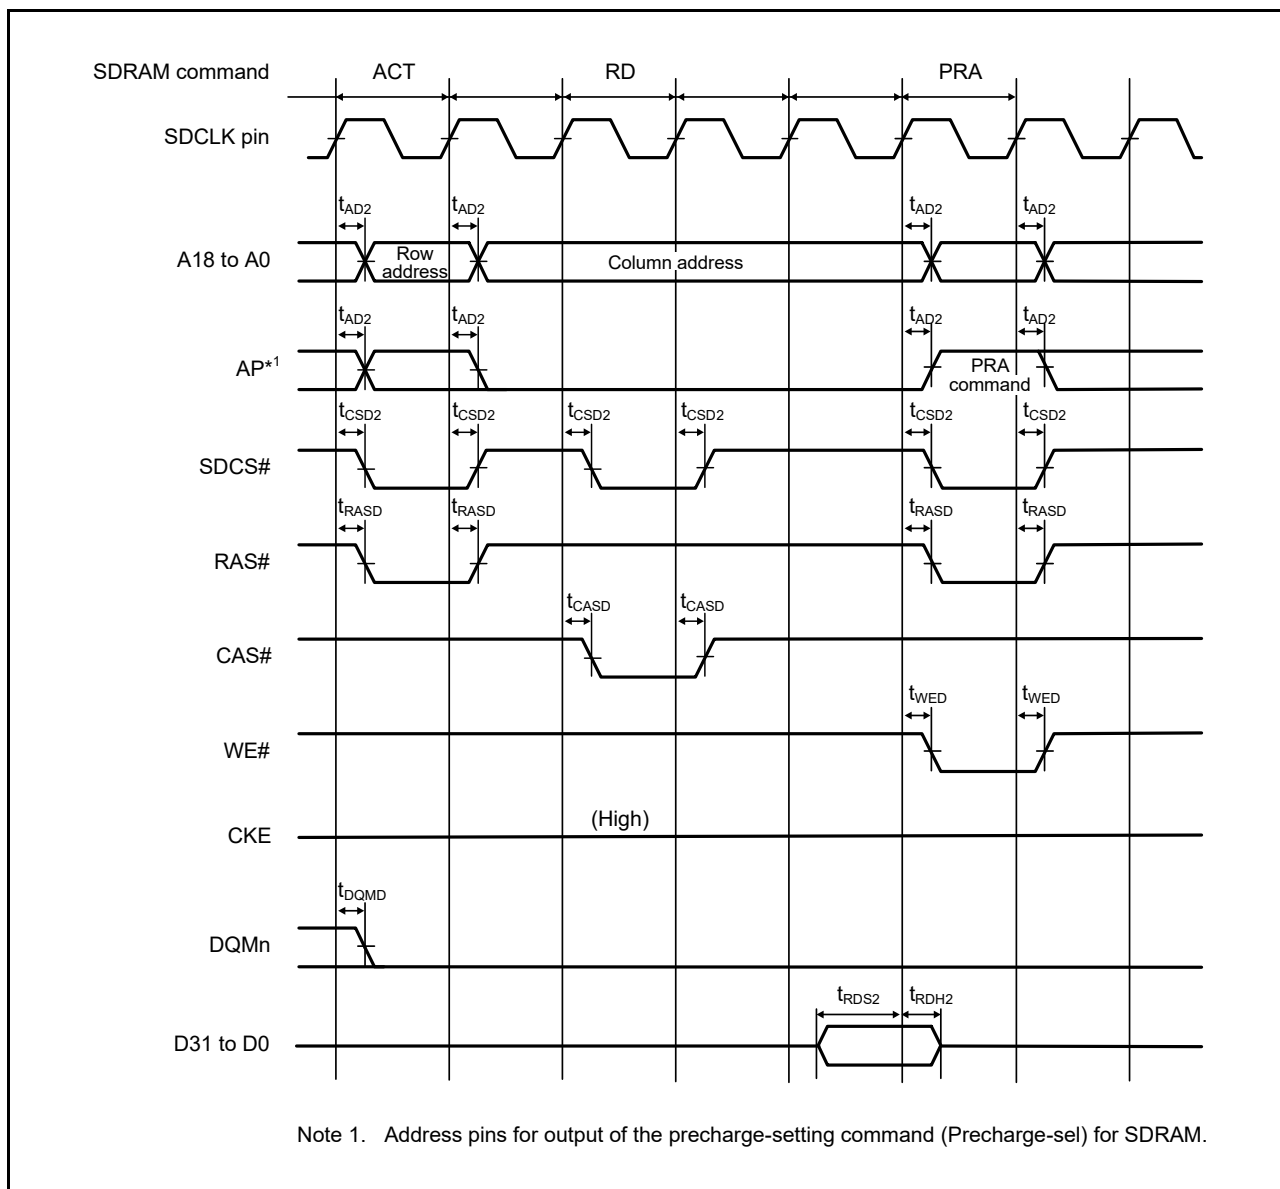 SDRAM command ACT RD PRA
SDCLK pin
tAD2 tAD2 tAD2 tAD2
A18 to A0 Row address Column address
tAD2 tAD2 tAD2 tAD2
AP*1 PRA command
tCSD2 tCSD2 tCSD2 tCSD2 tCSD2 tCSD2
SDCS#
tRASD tRASD tRASD tRASD
RAS#
tCASD tCASD
CAS#
tWED tWED
WE#
(High)
CKE
tDQMD
DQMn
tRDS2 tRDH2
D31 to D0
Note 1. Address pins for output of the precharge-setting command (Precharge-sel) for SDRAM.